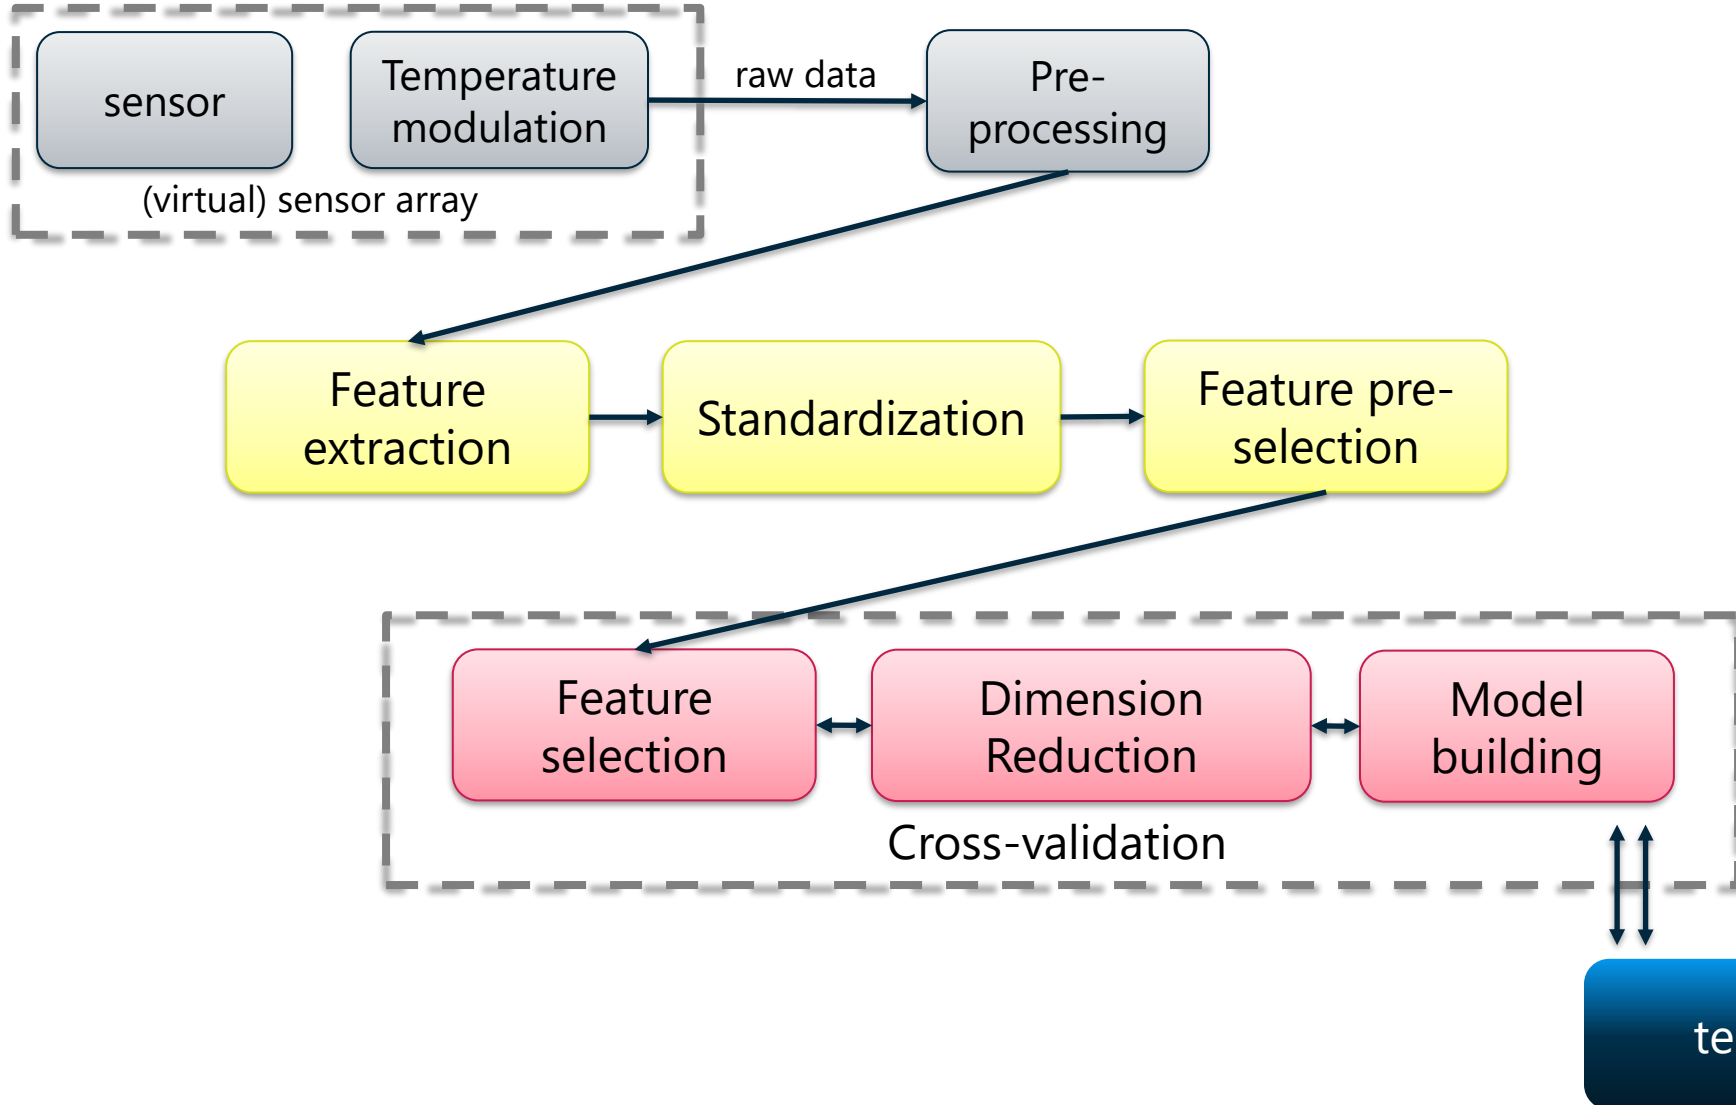 sensor
Temperature
modulation
raw data
Pre-
processing
(virtual) sensor array
Feature
extraction
Standardization
Feature pre-
selection
Feature
selection
Dimension
Reduction
Model
building
Cross-validation